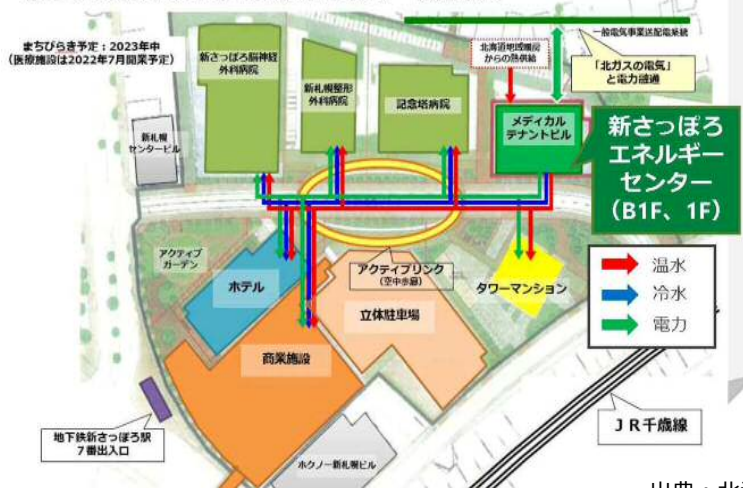 まちびらき予定：2023年中
（医療施設は2022年7月開業予定）
新さっぽろ脳神経
外科病院
新札幌整形
外科病院
記念塔病院
北海道地域暖房
からの熱供給
一般電気事業送配電系統
「北ガスの電気」
と電力融通
メディカル
テナントビル
新さっぽろ
エネルギー
センター
（B1F、1F）
新札幌
センタービル
アクティブ
ガーデン
ホテル
アクティブリンク
（空中歩廊）
タワーマンション
立体駐車場
商業施設
温水
冷水
電力
地下鉄新さっぽろ駅
7番出入口
ホクノー新札幌ビル
ＪＲ千歳線